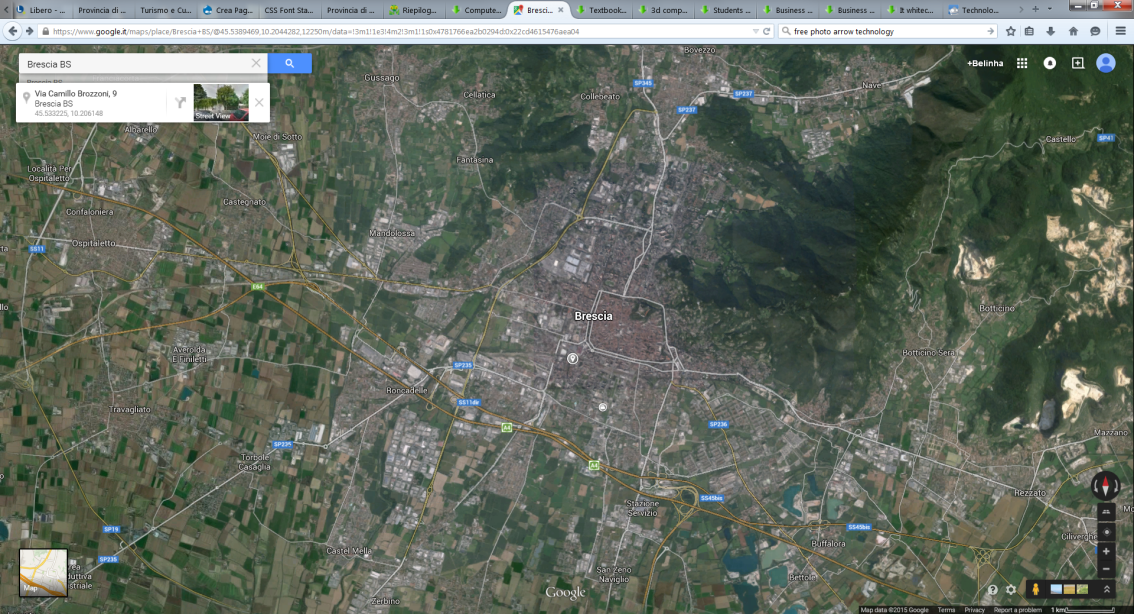 Libero - ...
Provincia di ...
Turismo e Cu...
Crea Pag...
CSS Font Sta...
Provincia di ...
Riepilog...
Compute...
Bresci...
Textbook...
3d comp...
Students ...
Business ...
Business ...
It whitec...
Technolo...
https://www.google.it/maps/place/Brescia+BS/@45.5389469,10.2044282,12250m/data=!3m1!1e3!4m2!3m1!1s0x4781766ea2b0294d:0x22cd4615476aea04
free photo arrow technology
Brescia BS
+Belinha
Via Camillo Brozzoni, 9
Brescia BS
45.533225, 10.206148
Street View
Bovezzo
Gussago
SP345
Nave
Cellatica
Collebeato
SP237
SP237
Albarello
Moie di Sotto
Castello
SP41
Fantasina
Localita Per
Ospitaletto
Castegnato
Confaloniera
Mandolossa
Ospitaletto
SS11
E64
Botticino
Brescia
Averolda
E Finiletti
Botticino Sera
SP235
Roncadelle
Travagliato
SS11dir
A4
SP236
Mazzano
SP235
Torbole
Casaglia
A4
Rezzato
SS45bis
Stazione
Servizio
SP19
SS45bis
Ciliverghe
Castel Mella
Buffalora
SP235
Bettole
San Zeno
Naviglio
Zerbino
Map
Google
Map data ©2015 Google
Terms
Privacy
Report a problem
1 km